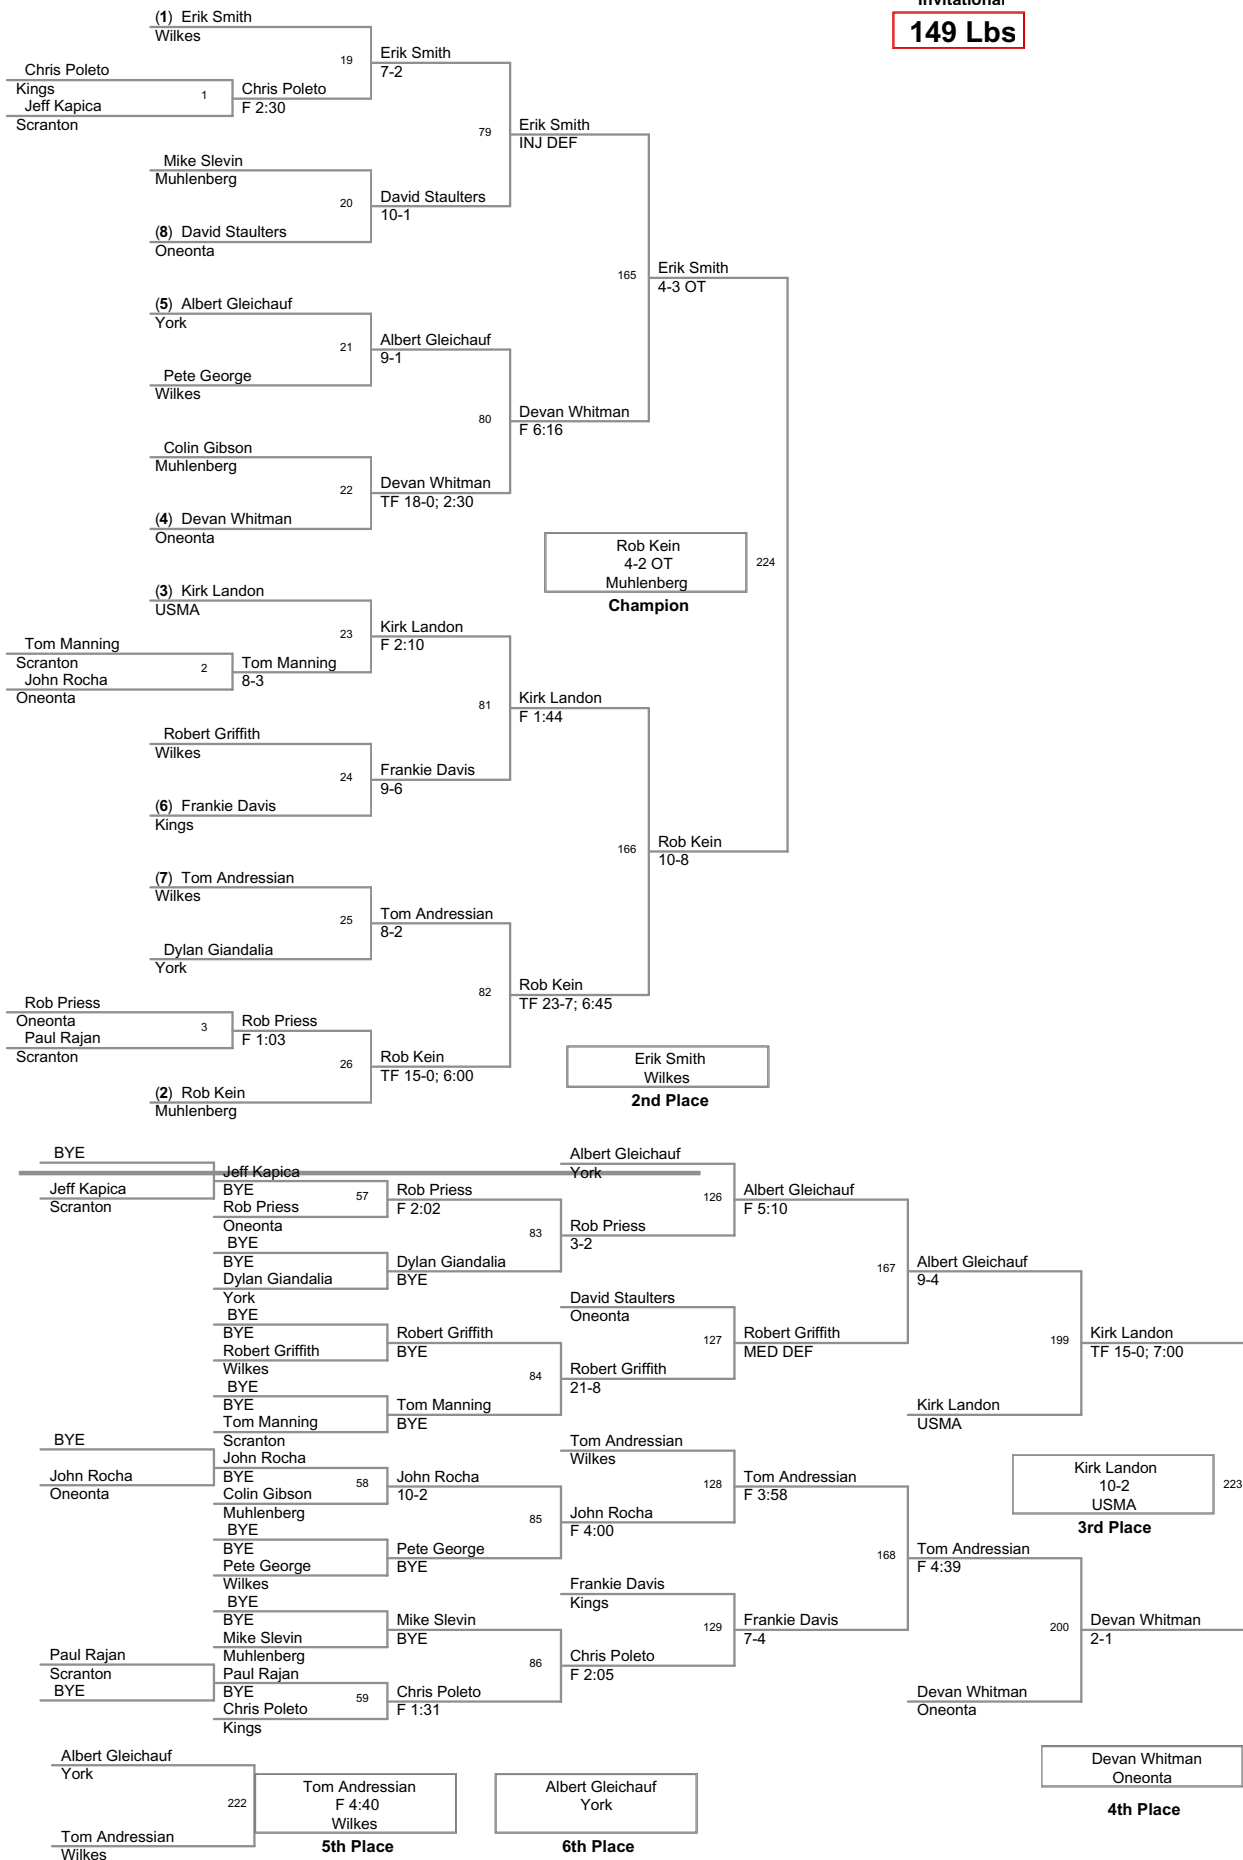 Invitational
149 Lbs
(1) Erik Smith
Wilkes
19
Erik Smith
7-2
Chris Poleto
Kings
1
Chris Poleto
F 2:30
Jeff Kapica
Scranton
79
Erik Smith
INJ DEF
Mike Slevin
Muhlenberg
20
David Staulters
10-1
(8) David Staulters
Oneonta
165
Erik Smith
4-3 OT
(5) Albert Gleichauf
York
21
Albert Gleichauf
9-1
Pete George
Wilkes
80
Devan Whitman
F 6:16
Colin Gibson
Muhlenberg
22
Devan Whitman
TF 18-0; 2:30
(4) Devan Whitman
Oneonta
Rob Kein
4-2 OT
Muhlenberg
Champion
224
(3) Kirk Landon
USMA
23
Kirk Landon
F 2:10
Tom Manning
Scranton
2
Tom Manning
8-3
John Rocha
Oneonta
81
Kirk Landon
F 1:44
Robert Griffith
Wilkes
24
Frankie Davis
9-6
(6) Frankie Davis
Kings
166
Rob Kein
10-8
(7) Tom Andressian
Wilkes
25
Tom Andressian
8-2
Dylan Giandalia
York
82
Rob Kein
TF 23-7; 6:45
Rob Priess
Oneonta
3
Rob Priess
F 1:03
Paul Rajan
Scranton
26
Rob Kein
TF 15-0; 6:00
(2) Rob Kein
Muhlenberg
Erik Smith
Wilkes
2nd Place
BYE
Jeff Kapica
Scranton
Jeff Kapica
BYE
57
Rob Priess
Oneonta
Rob Priess
F 2:02
BYE
BYE
Dylan Giandalia
York
Dylan Giandalia
BYE
83
Rob Priess
3-2
Albert Gleichauf
York
126
Albert Gleichauf
F 5:10
BYE
BYE
Robert Griffith
Wilkes
Robert Griffith
BYE
84
Robert Griffith
21-8
BYE
BYE
Tom Manning
Scranton
Tom Manning
BYE
David Staulters
Oneonta
127
Robert Griffith
MED DEF
167
Albert Gleichauf
9-4
199
Kirk Landon
TF 15-0; 7:00
Kirk Landon
USMA
BYE
John Rocha
Oneonta
John Rocha
BYE
58
Colin Gibson
Muhlenberg
John Rocha
10-2
85
John Rocha
F 4:00
BYE
BYE
Pete George
Wilkes
Pete George
BYE
Tom Andressian
Wilkes
128
Tom Andressian
F 3:58
Kirk Landon
10-2
USMA
3rd Place
223
168
Tom Andressian
F 4:39
BYE
BYE
Mike Slevin
Muhlenberg
Mike Slevin
BYE
86
Chris Poleto
F 2:05
Frankie Davis
Kings
129
Frankie Davis
7-4
200
Devan Whitman
2-1
Paul Rajan
Scranton
BYE
Paul Rajan
BYE
59
Chris Poleto
Kings
Chris Poleto
F 1:31
Devan Whitman
Oneonta
Albert Gleichauf
York
222
Tom Andressian
Wilkes
Tom Andressian
F 4:40
Wilkes
5th Place
Albert Gleichauf
York
6th Place
Devan Whitman
Oneonta
4th Place